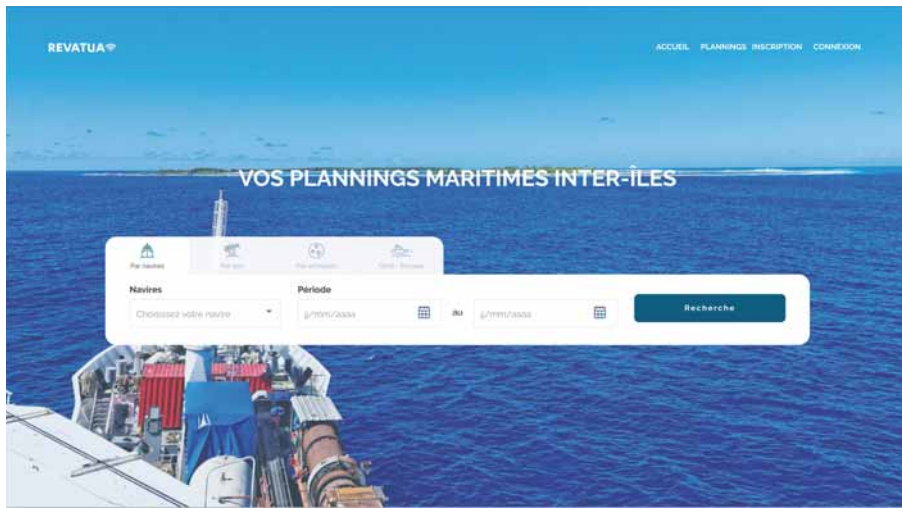 REVATUA
ACCUEIL PLANNINGS INSCRIPTION CONNEXION
VOS PLANNINGS MARITIMES INTER-ÎLES
Par navires
Navires Période
Choisissez votre navire jj/mm/aaaa au jj/mm/aaaa Recherche